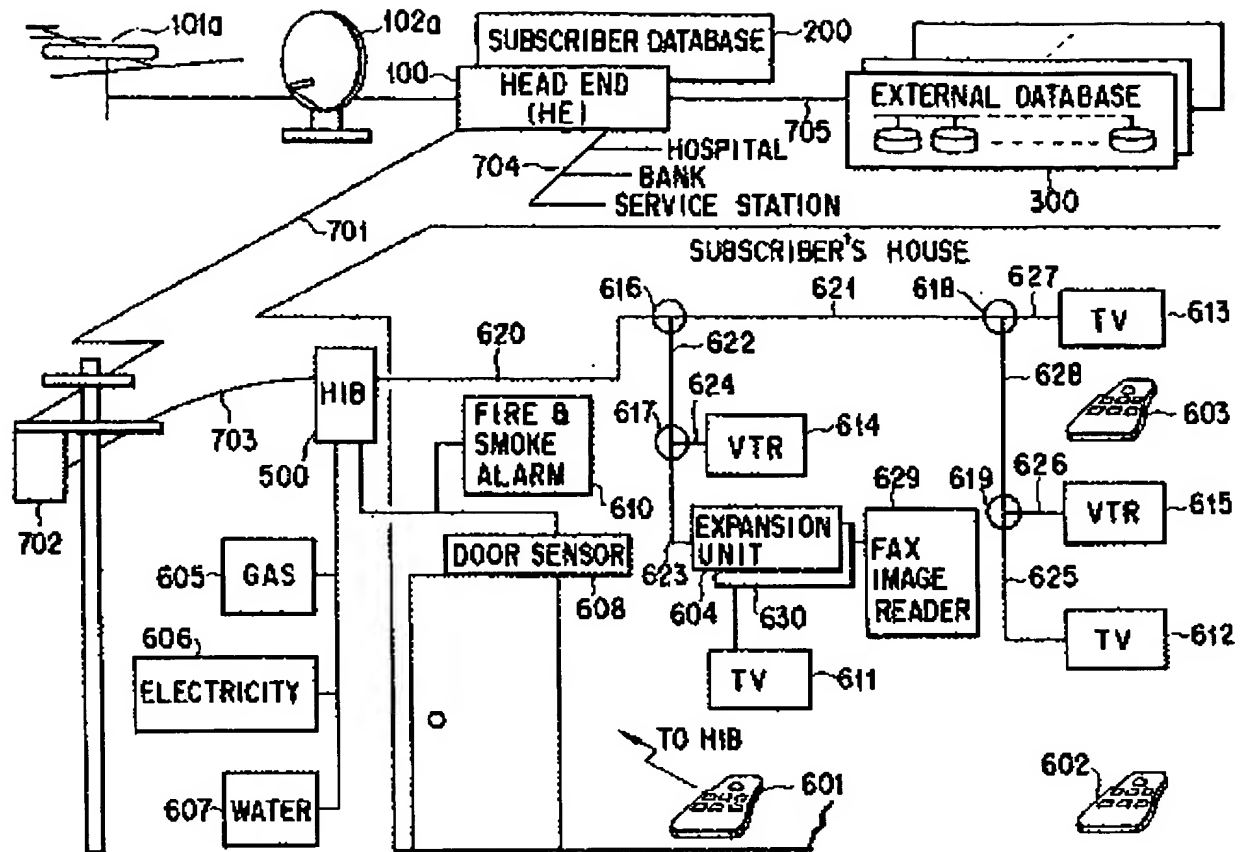 101a
102a
SUBSCRIBER DATABASE
200
100
HEAD END
(HE)
705
EXTERNAL DATABASE
300
704
HOSPITAL
BANK
SERVICE STATION
701
SUBSCRIBER'S HOUSE
616
621
618
627
TV
613
620
622
628
603
HIB
703
500
702
FIRE &
SMOKE
ALARM
610
617
624
VTR
614
629
619
626
VTR
615
EXPANSION
UNIT
FAX
IMAGE
READER
623
604
630
625
605
GAS
DOOR SENSOR
608
606
ELECTRICITY
TV
611
TV
612
TO HIB
601
602
607
WATER